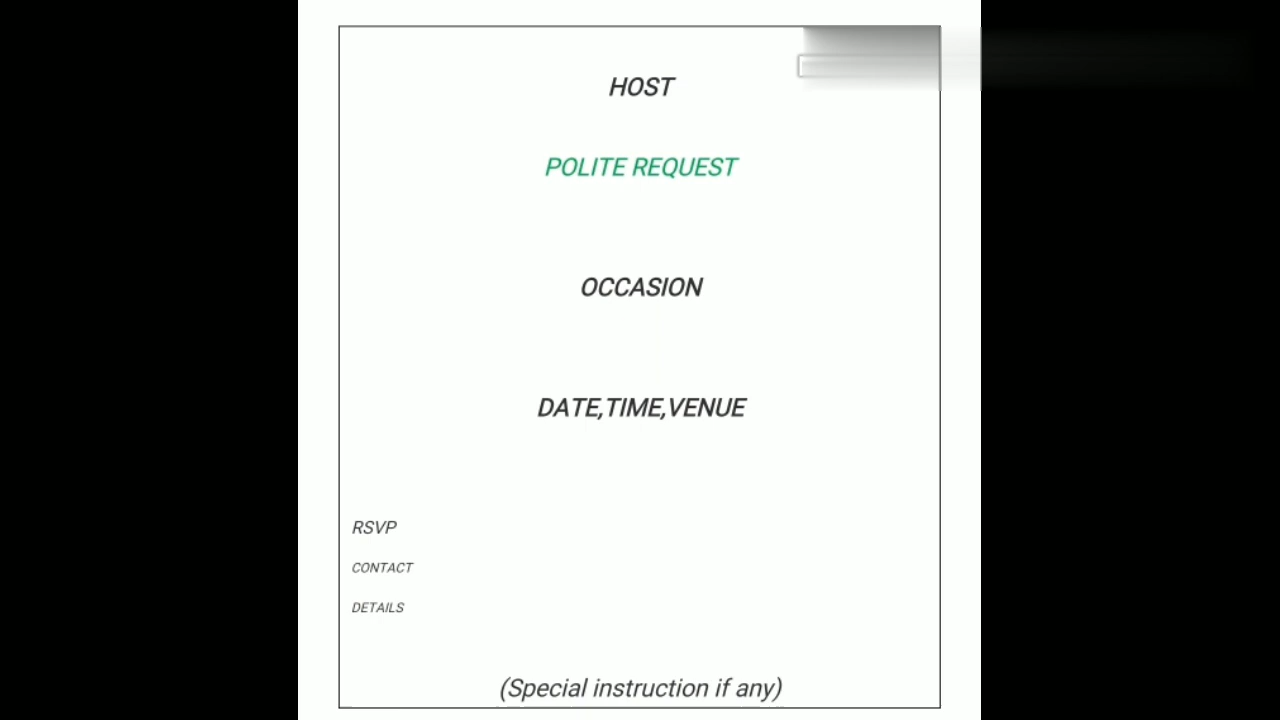 HOST
POLITE REQUEST
OCCASION
DATE,TIME,VENUE
RSVP
CONTACT
DETAILS
(Special instruction if any)